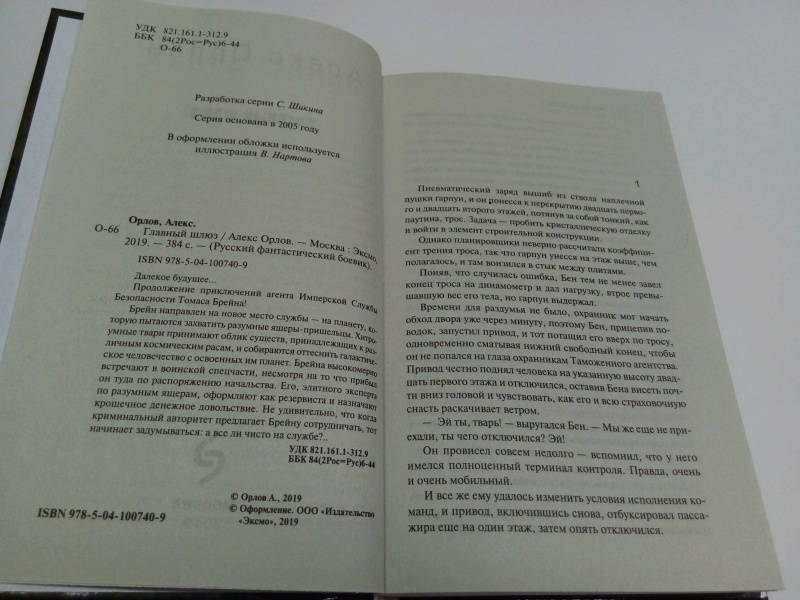 УДК 821.161.1-312.9
ББК 84(2Рос=Рус)6-44
О-66
Разработка серии С. Шикина
Серия основана в 2005 году
В оформлении обложки используется
иллюстрация В. Нартова
Орлов, Алекс.
О-66 Главный шлюз / Алекс Орлов. — Москва : Эксмо,
2019. — 384 с. — (Русский фантастический боевик).
ISBN 978-5-04-100740-9
Далекое будущее...
Продолжение приключений агента Имперской Службы
Безопасности Томаса Брейна!
Брейн направлен на новое место службы — на планету, ко-
торую пытаются захватить разумные ящеры-пришельцы. Хитро-
умные твари принимают облик существ, принадлежащих к раз-
личным космическим расам, и собираются оттеснить галактиче-
ское человечество с освоенных им планет. Брейна высокомерно
встречают в воинской спецчасти, несмотря на то что прибыл
он туда по распоряжению начальства. Его, элитного эксперта
по разумным ящерам, оформляют как резервиста и назначают
крошечное денежное довольствие. Не удивительно, что когда
криминальный авторитет предлагает Брейну сотрудничать, тот
начинает задумываться: а все ли чисто на службе?..
УДК 821.161.1-312.9
ББК 84(2Рос=Рус)6-44
© Орлов А., 2019
© Оформление. ООО «Издательство
«Эксмо», 2019
ISBN 978-5-04-100740-9
1
Пневматический заряд вышиб из ствола наплечной
пушки гарпун, и он ронесся к перекрытию двадцать перво-
го и двадцать второго этажей, потянув за собой тонкий, как
паутина, трос. Задача — пробить кристаллическую отделку
и войти в элемент строительной конструкции.
Однако планировщики неверно рассчитали коэффици-
ент трения троса, так что гарпун унесся на этаж выше, чем
полагалось, и там вонзился в стык между плитами.
Поняв, что случилась ошибка, Бен тем не менее завел
конец троса на динамометр и дал нагрузку, втрое превы-
шавшую вес его тела, но гарпун выдержал.
Времени для раздумья не было, охранник мог начать
обход двора уже через минуту, поэтому Бен, прицепив по-
водок, запустил привод, и тот потащил его вверх по тросу,
одновременно сматывая нижний свободный конец, чтобы
он не попался на глаза охранникам Таможенного агентства.
Привод честно поднял человека на указанную высоту двад-
цать первого этажа и отключился, оставив Бена висеть поч-
ти вниз головой и чувствовать, как его и всю страховочную
снасть раскачивает ветром.
— Эй ты, тварь! — выругался Бен. — Мы же еще не при-
ехали, ты чего отключился? Эй!
Он провисел совсем недолго — вспомнил, что у него
имелся полноценный терминал контроля. Правда, очень
и очень мобильный.
И все же ему удалось изменить условия исполнения ко-
манд, и привод, включившись снова, отбуксировал пасса-
жира еще на один этаж, затем опять отключился.